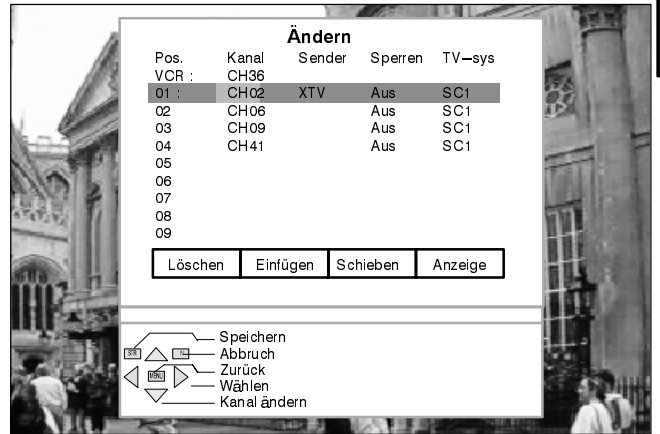 Ändern
Pos. Kanal Sender Sperren TV–sys
VCR : CH36
01 : CH02 XTV Aus SC1
02 CH06 Aus SC1
03 CH09 Aus SC1
04 CH41 Aus SC1
05
06
07
08
09
Löschen Einfügen Schieben Anzeige
Speichern
STR N Abbruch
MENU Zurück
Wählen
Kanal ändern